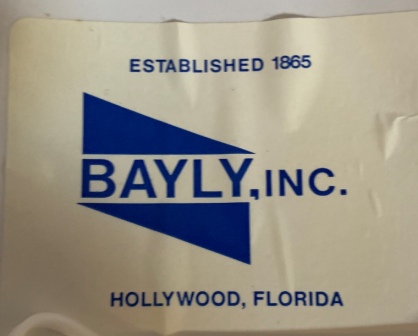 ESTABLISHED 1865
BAYLY, INC.
HOLLYWOOD, FLORIDA